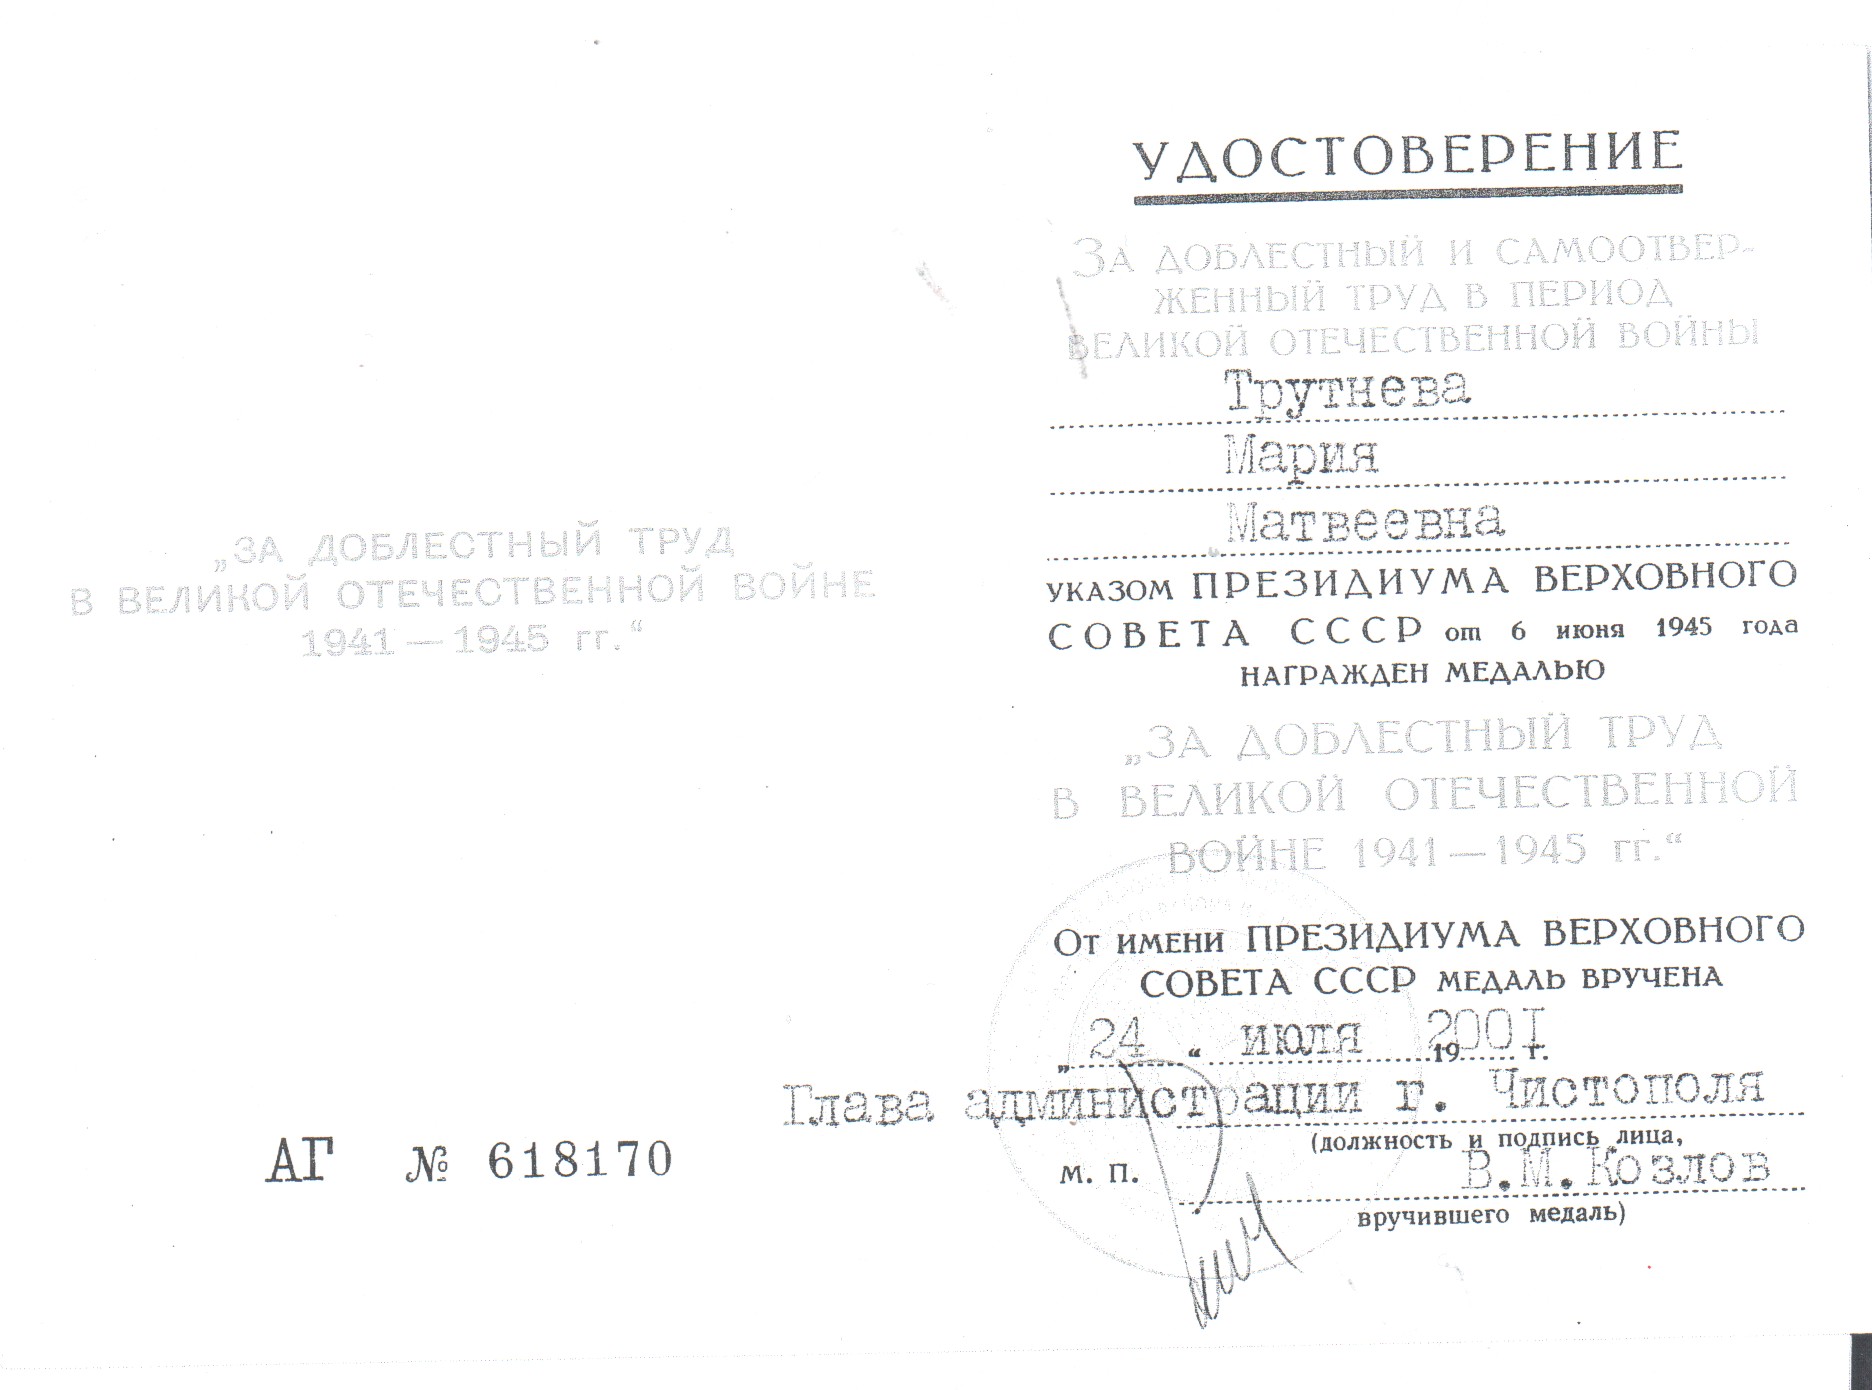 „ЗА ДОБЛЕСТНЫЙ ТРУД
В ВЕЛИКОЙ ОТЕЧЕСТВЕННОЙ ВОЙНЕ
1941 — 1945 гг.“
АГ № 618170
УДОСТОВЕРЕНИЕ
ЗА ДОБЛЕСТНЫЙ И САМООТВЕР-
ЖЕННЫЙ ТРУД В ПЕРИОД
ВЕЛИКОЙ ОТЕЧЕСТВЕННОЙ ВОЙНЫ
Трутнева
Мария
Матвеевна
УКАЗОМ ПРЕЗИДИУМА ВЕРХОВНОГО
СОВЕТА СССР от 6 июня 1945 года
НАГРАЖДЕН МЕДАЛЬЮ
„ЗА ДОБЛЕСТНЫЙ ТРУД
В ВЕЛИКОЙ ОТЕЧЕСТВЕННОЙ
ВОЙНЕ 1941 — 1945 гг.“
От имени ПРЕЗИДИУМА ВЕРХОВНОГО
СОВЕТА СССР МЕДАЛЬ ВРУЧЕНА
„ 24 “ июля 19 200I г.
Глава администрации г. Чистополя
(должность и подпись лица,
М. П. В.М.Козлов
вручившего медаль)